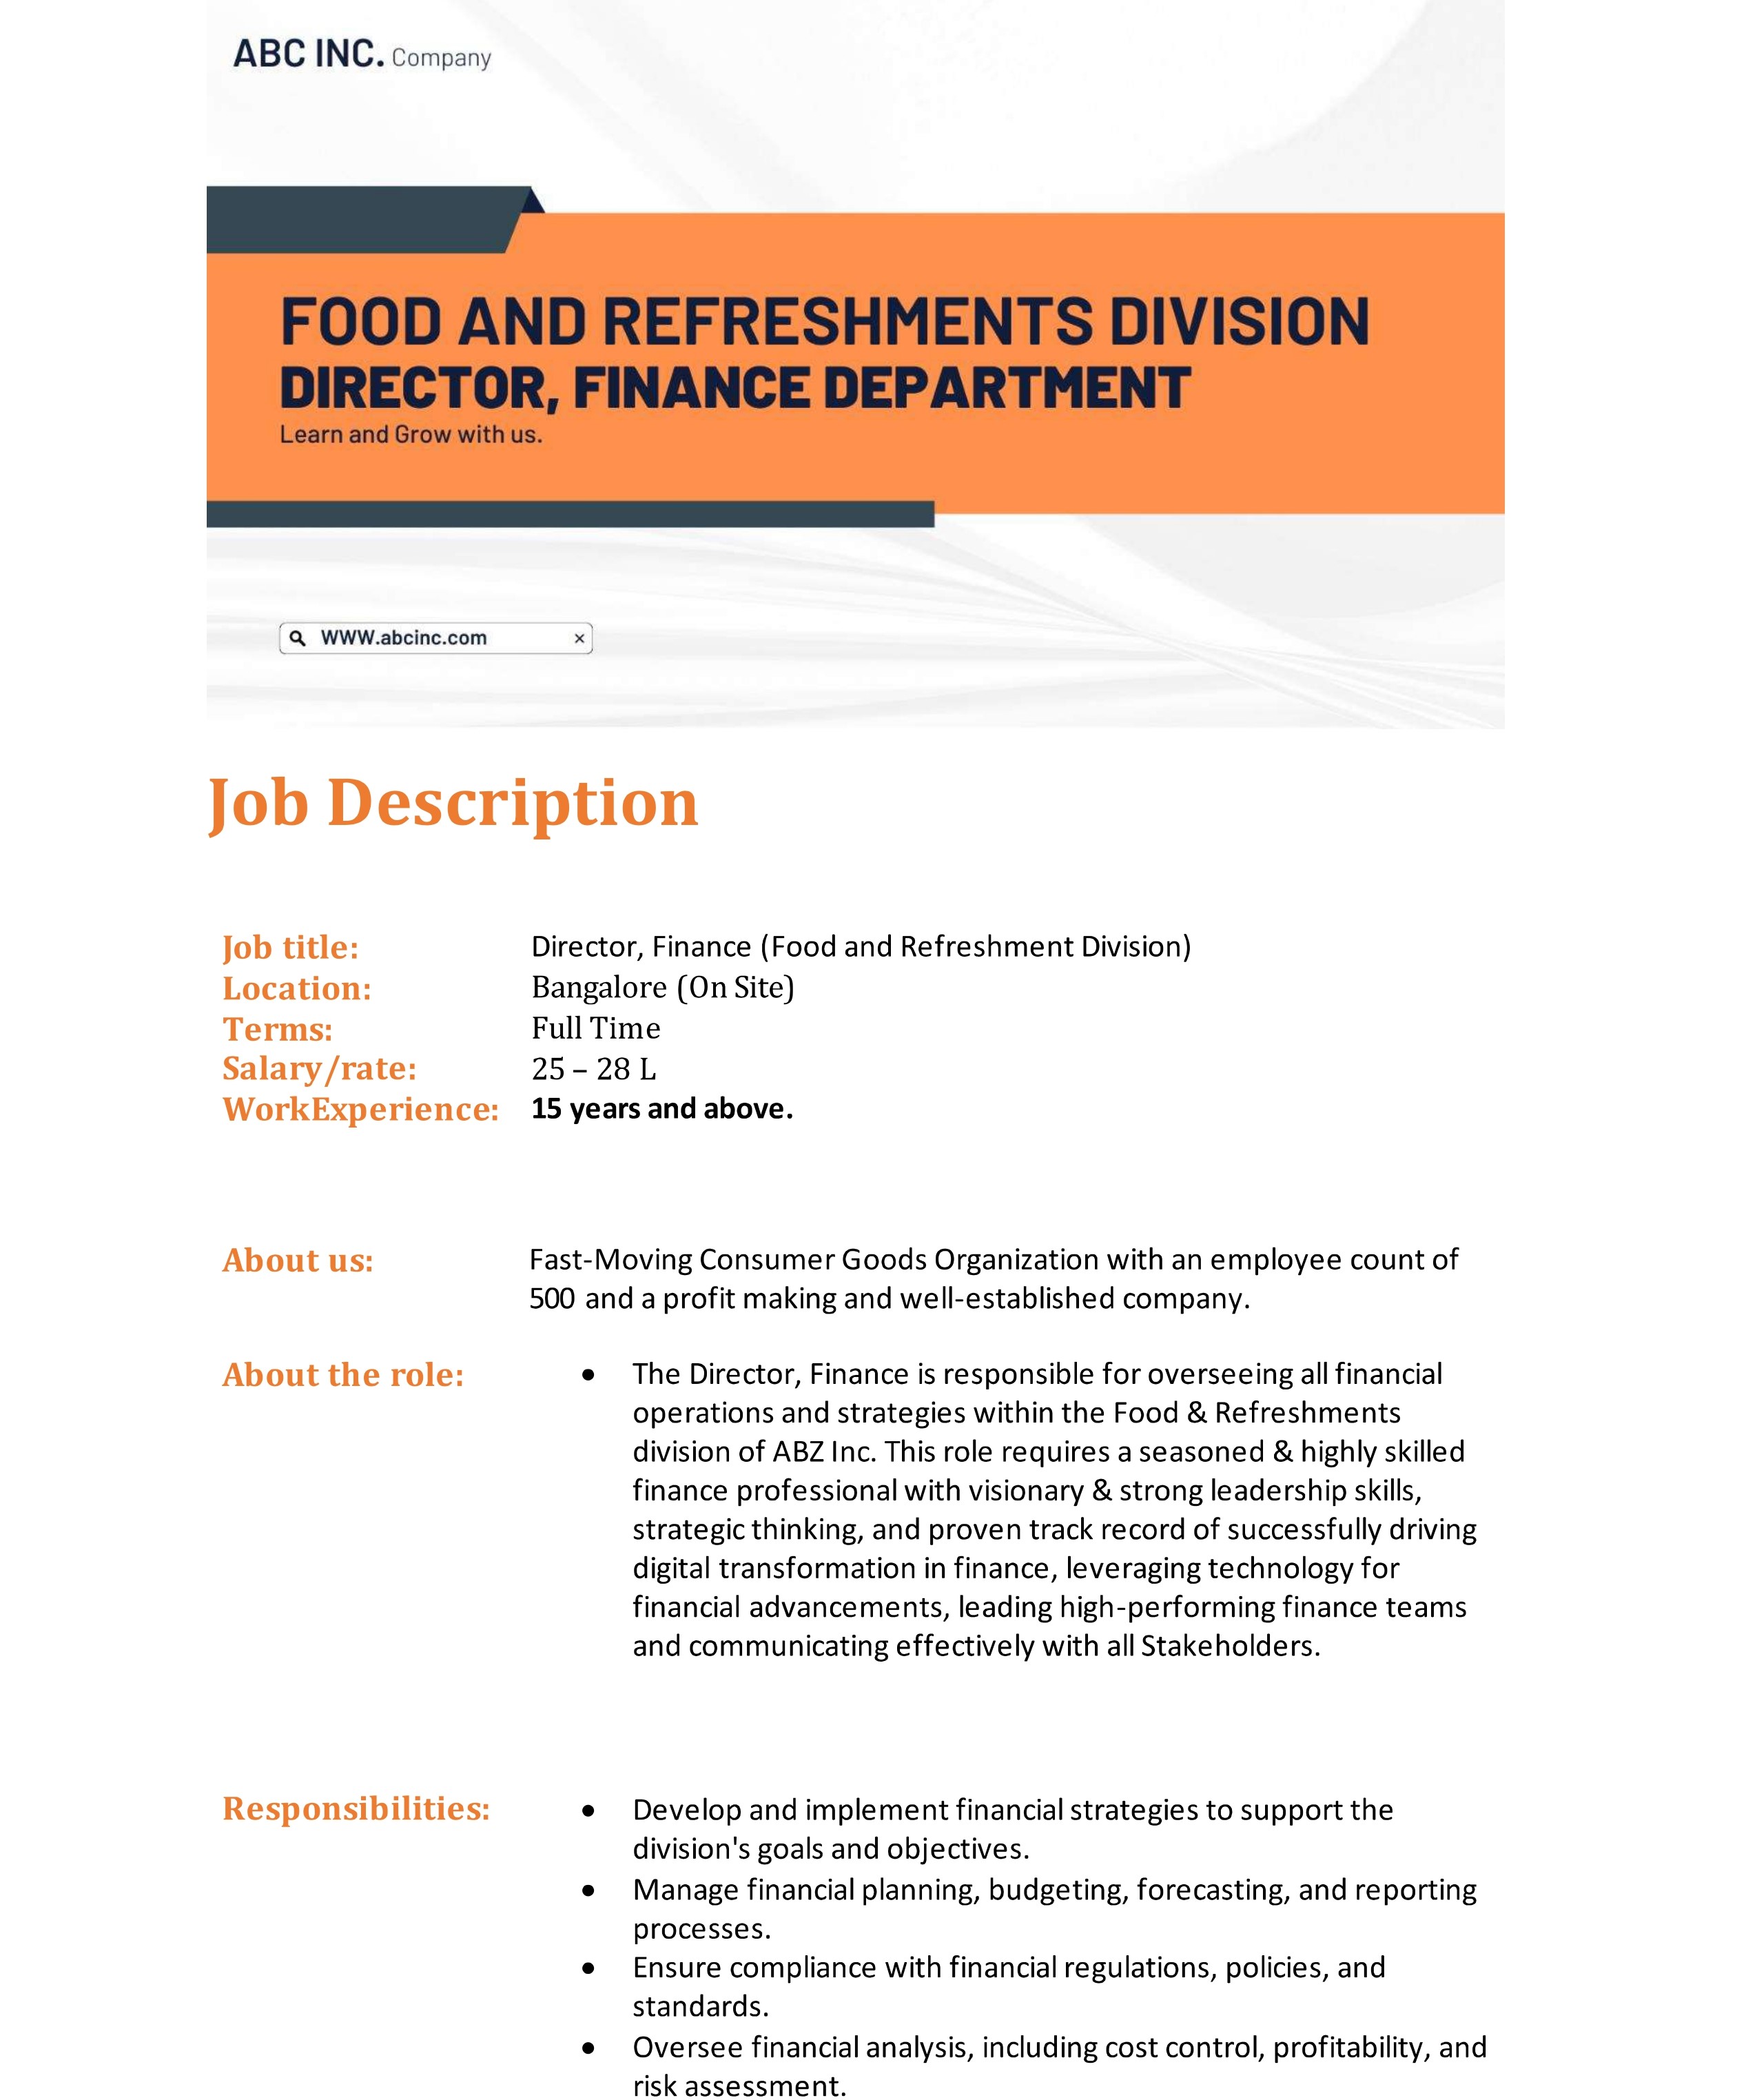 ABC INC. Company
FOOD AND REFRESHMENTS DIVISION
DIRECTOR, FINANCE DEPARTMENT
Learn and Grow with us.
WWW.abcinc.com ×
Job Description
Job title: Director, Finance (Food and Refreshment Division)
Location: Bangalore (On Site)
Terms: Full Time
Salary/rate: 25 – 28 L
WorkExperience: 15 years and above.
About us: Fast-Moving Consumer Goods Organization with an employee count of
500 and a profit making and well-established company.
About the role: • The Director, Finance is responsible for overseeing all financial
operations and strategies within the Food & Refreshments
division of ABZ Inc. This role requires a seasoned & highly skilled
finance professional with visionary & strong leadership skills,
strategic thinking, and proven track record of successfully driving
digital transformation in finance, leveraging technology for
financial advancements, leading high-performing finance teams
and communicating effectively with all Stakeholders.
Responsibilities: • Develop and implement financial strategies to support the
division's goals and objectives.
• Manage financial planning, budgeting, forecasting, and reporting
processes.
• Ensure compliance with financial regulations, policies, and
standards.
• Oversee financial analysis, including cost control, profitability, and
risk assessment.